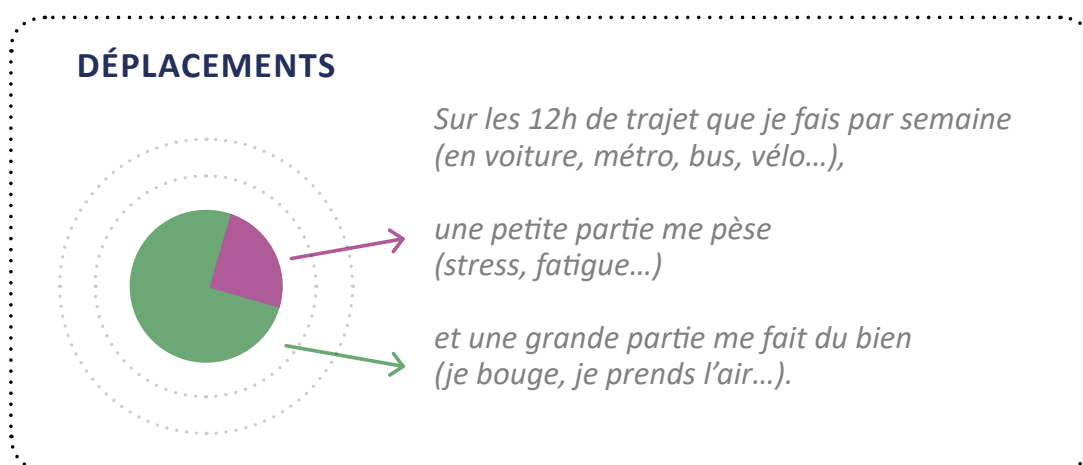 DÉPLACEMENTS
Sur les 12h de trajet que je fais par semaine
(en voiture, métro, bus, vélo…),
une petite partie me pèse
(stress, fatigue…)
et une grande partie me fait du bien
(je bouge, je prends l’air…).